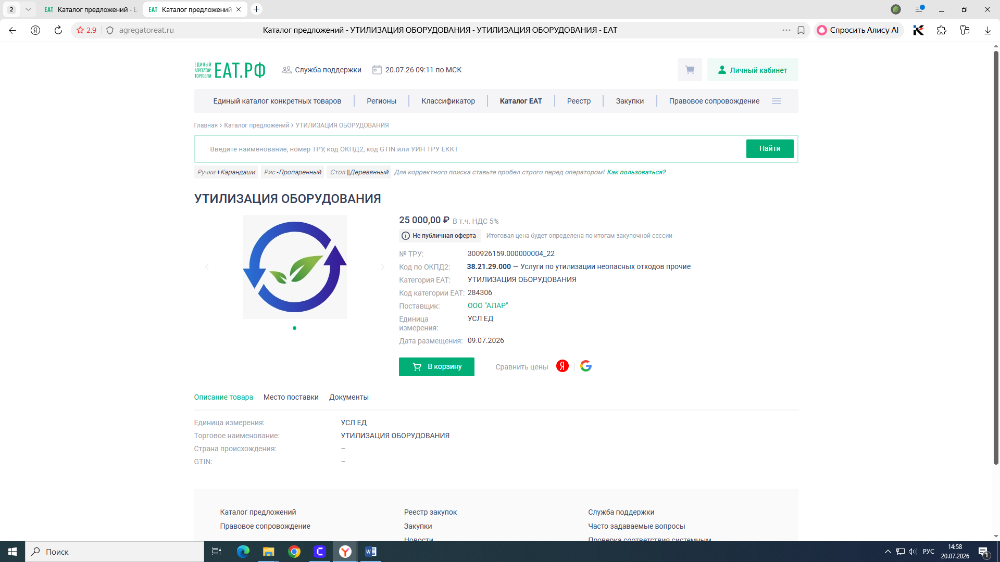 2
ЕАТ Каталог предложений - Е
ЕАТ Каталог предложений
2,9
agregatoreat.ru
Каталог предложений - УТИЛИЗАЦИЯ ОБОРУДОВАНИЯ - УТИЛИЗАЦИЯ ОБОРУДОВАНИЯ - ЕАТ
Спросить Алису AI
ЕДИНЫЙ АГРЕГАТОР ТОРГОВЛИ ЕАТ.РФ
Служба поддержки
20.07.26 09:11 по МСК
Личный кабинет
Единый каталог конкретных товаров
Регионы
Классификатор
Каталог ЕАТ
Реестр
Закупки
Правовое сопровождение
Главная › Каталог предложений › УТИЛИЗАЦИЯ ОБОРУДОВАНИЯ
Введите наименование, номер ТРУ, код ОКПД2, код GTIN или УИН ТРУ ЕККТ
Найти
Ручки +Карандаши Рис -Пропаренный Стол ||Деревянный Для корректного поиска ставьте пробел строго перед оператором! Как пользоваться?
УТИЛИЗАЦИЯ ОБОРУДОВАНИЯ
25 000,00 ₽ В т.ч. НДС 5%
Не публичная оферта Итоговая цена будет определена по итогам закупочной сессии
№ ТРУ: 300926159.000000004_22
Код по ОКПД2: 38.21.29.000 — Услуги по утилизации неопасных отходов прочие
Категория ЕАТ: УТИЛИЗАЦИЯ ОБОРУДОВАНИЯ
Код категории ЕАТ: 284306
Поставщик: ООО "АЛАР"
Единица измерения: УСЛ ЕД
Дата размещения: 09.07.2026
В корзину
Сравнить цены
Я
Описание товара
Место поставки
Документы
Единица измерения: УСЛ ЕД
Торговое наименование: УТИЛИЗАЦИЯ ОБОРУДОВАНИЯ
Страна происхождения: –
GTIN: –
Каталог предложений
Реестр закупок
Служба поддержки
Правовое сопровождение
Закупки
Часто задаваемые вопросы
Новости
Проверка соответствия системным
Поиск
РУС
14:58
20.07.2026
1